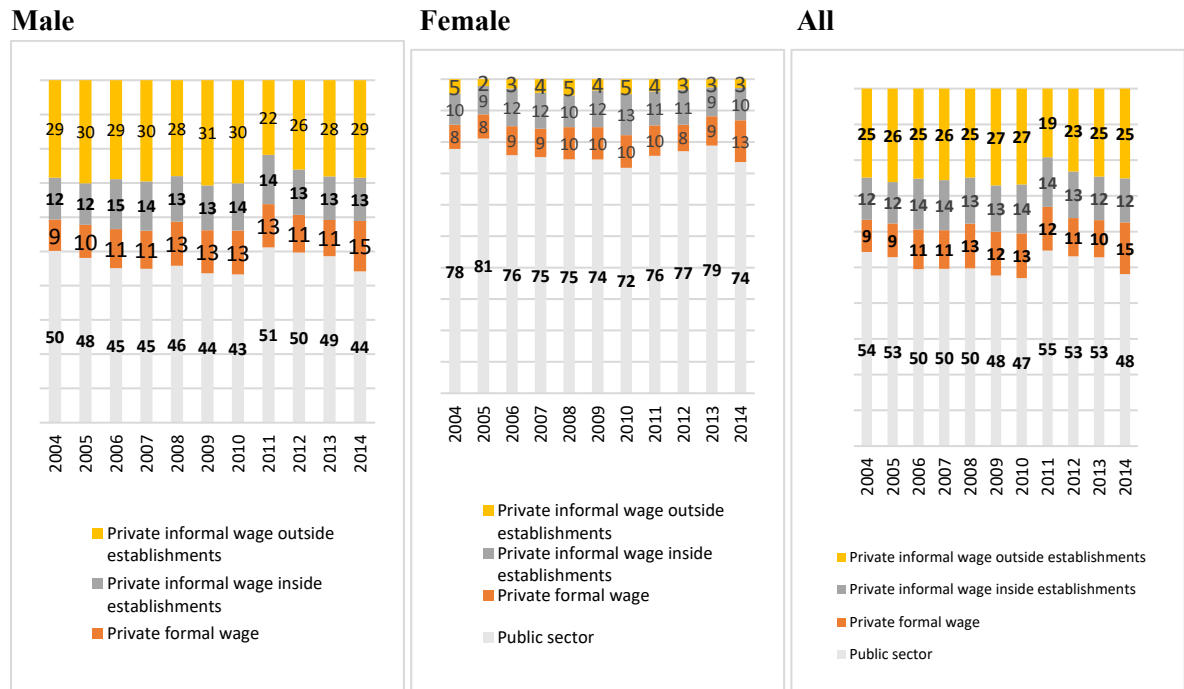 Male
29 30 29 30 28 31 30 22 26 28 29
12 12 15 14 13 13 14 14 13 13 13
9 10 11 11 13 13 13 13 11 11 15
50 48 45 45 46 44 43 51 50 49 44
2004 2005 2006 2007 2008 2009 2010 2011 2012 2013 2014
Private informal wage outside
establishments
Private informal wage inside
establishments
Private formal wage
Female
5 2 3 4 5 4 5 4 3 3 3
10 9 12 12 10 12 13 11 11 9 10
8 8 9 9 10 10 10 10 8 9 13
78 81 76 75 75 74 72 76 77 79 74
2004 2005 2006 2007 2008 2009 2010 2011 2012 2013 2014
Private informal wage outside
establishments
Private informal wage inside
establishments
Private formal wage
Public sector
All
25 26 25 26 25 27 27 19 23 25 25
12 12 14 14 13 13 14 14 13 12 12
9 9 11 11 13 12 13 12 11 10 15
54 53 50 50 50 48 47 55 53 53 48
2004 2005 2006 2007 2008 2009 2010 2011 2012 2013 2014
Private informal wage outside establishments
Private informal wage inside establishments
Private formal wage
Public sector